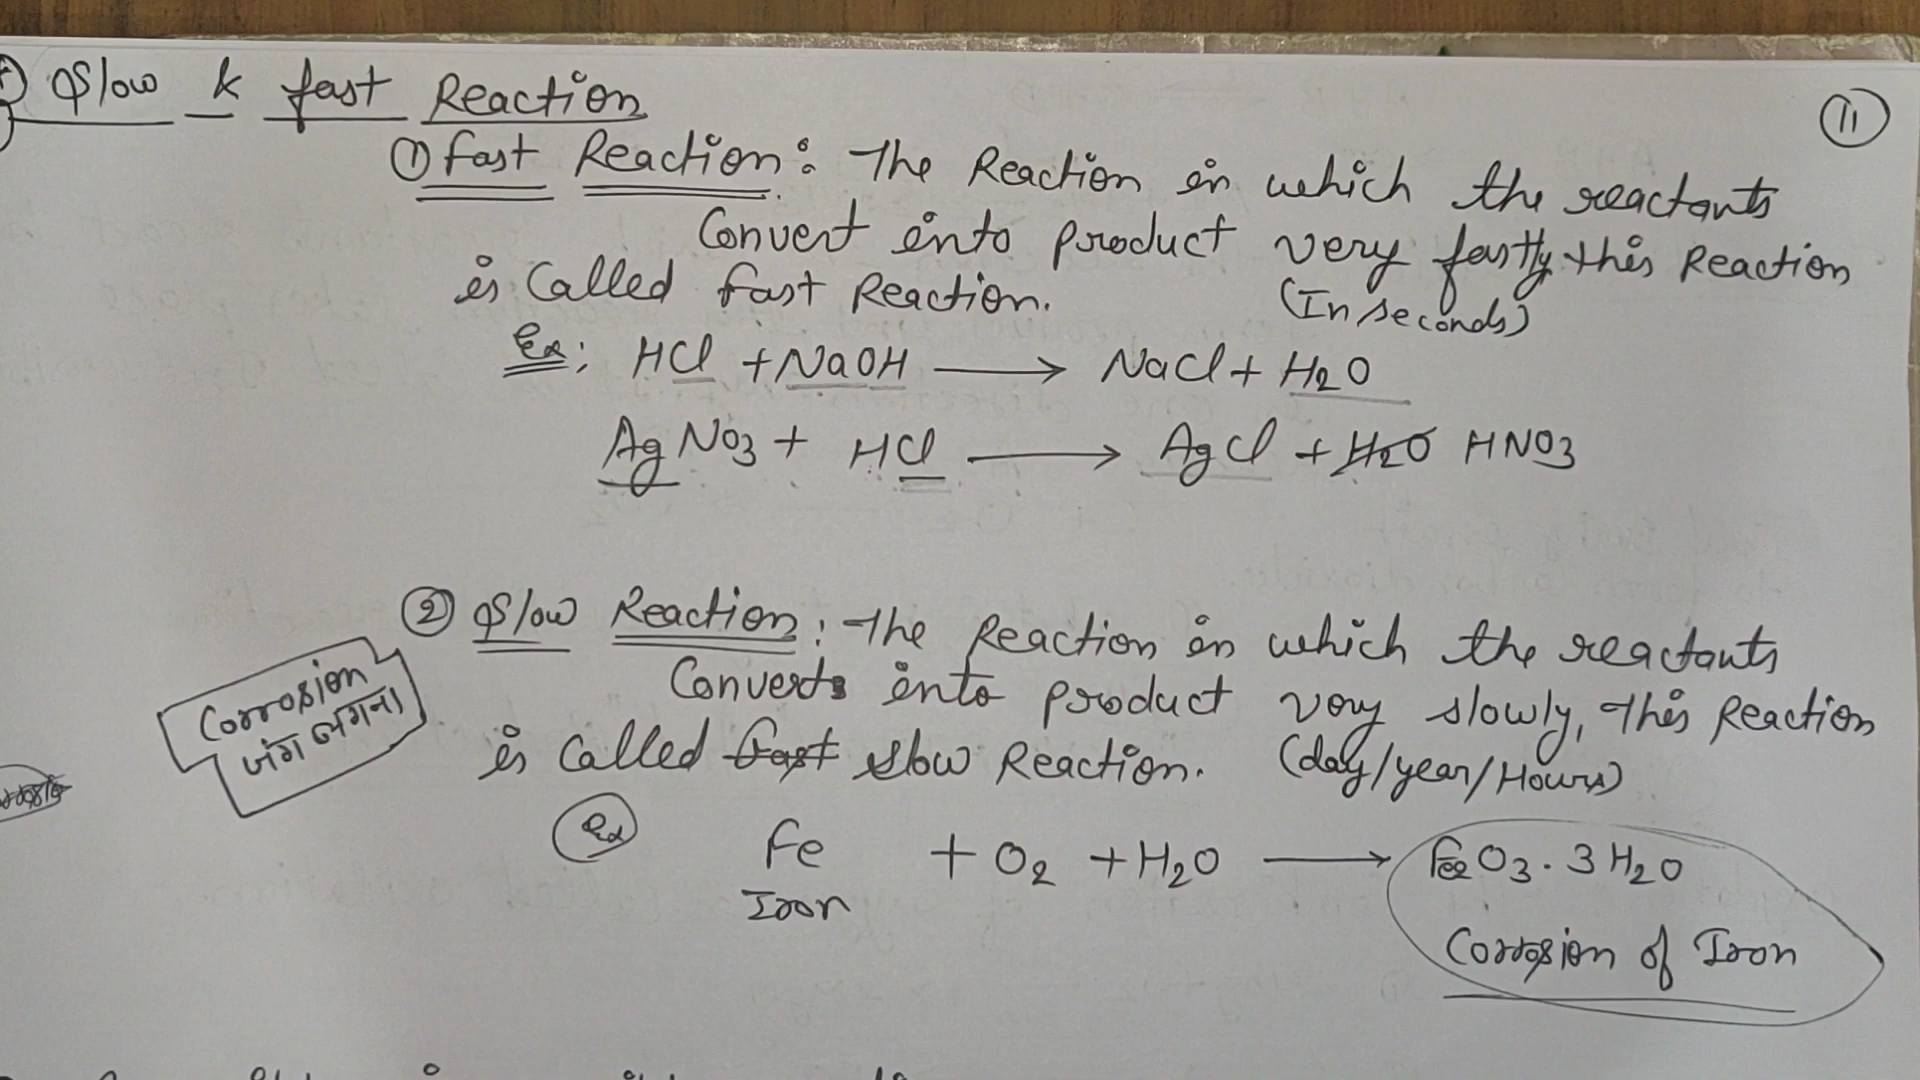 Slow & fast Reaction
11
① fast Reaction: The Reaction in which the reactants
Convert into product very fastly, this Reaction
is Called fast Reaction. (In seconds)
Ex; HCl + NaOH → NaCl + H2O
AgNO3 + HCl → AgCl + H2O HNO3
② Slow Reaction: The Reaction in which the reactants
Converts into product very slowly, This Reaction
is Called fast slow Reaction. (day/year/Hours)
Corrosion
जंग लगना
Ex Fe + O2 + H2O → Fe2O3 . 3H2O
Iron
Corrosion of Iron